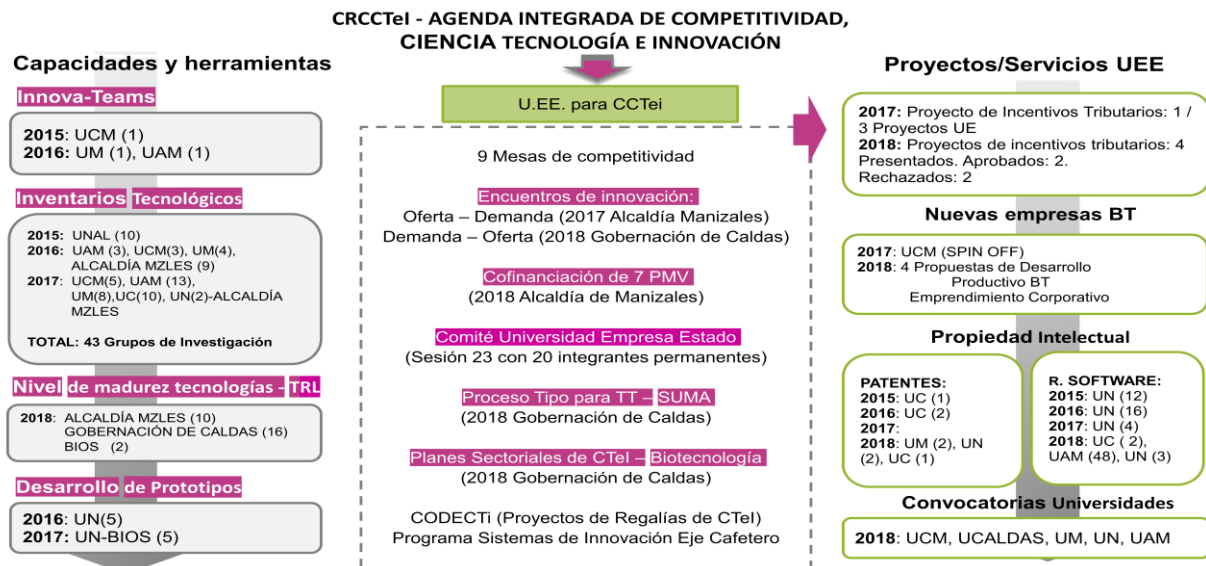 CRCCTeI - AGENDA INTEGRADA DE COMPETITIVIDAD,
CIENCIA TECNOLOGÍA E INNOVACIÓN
Capacidades y herramientas
Innova-Teams
2015: UCM (1)
2016: UM (1), UAM (1)
Inventarios Tecnológicos
2015: UNAL (10)
2016: UAM (3), UCM(3), UM(4),
ALCALDÍA MZLES (9)
2017: UCM(5), UAM (13),
UM(8),UC(10), UN(2)-ALCALDÍA
MZLES
TOTAL: 43 Grupos de Investigación
Nivel de madurez tecnologías - TRL
2018: ALCALDÍA MZLES (10)
GOBERNACIÓN DE CALDAS (16)
BIOS (2)
Desarrollo de Prototipos
2016: UN(5)
2017: UN-BIOS (5)
U.EE. para CCTei
9 Mesas de competitividad
Encuentros de innovación:
Oferta – Demanda (2017 Alcaldía Manizales)
Demanda – Oferta (2018 Gobernación de Caldas)
Cofinanciación de 7 PMV
(2018 Alcaldía de Manizales)
Comité Universidad Empresa Estado
(Sesión 23 con 20 integrantes permanentes)
Proceso Tipo para TT – SUMA
(2018 Gobernación de Caldas)
Planes Sectoriales de CTeI – Biotecnología
(2018 Gobernación de Caldas)
CODECTi (Proyectos de Regalías de CTeI)
Programa Sistemas de Innovación Eje Cafetero
Proyectos/Servicios UEE
2017: Proyecto de Incentivos Tributarios: 1 /
3 Proyectos UE
2018: Proyectos de incentivos tributarios: 4
Presentados. Aprobados: 2.
Rechazados: 2
Nuevas empresas BT
2017: UCM (SPIN OFF)
2018: 4 Propuestas de Desarrollo
Productivo BT
Emprendimiento Corporativo
Propiedad Intelectual
PATENTES:
2015: UC (1)
2016: UC (2)
2017:
2018: UM (2), UN
(2), UC (1)
R. SOFTWARE:
2015: UN (12)
2016: UN (16)
2017: UN (4)
2018: UC ( 2),
UAM (48), UN (3)
Convocatorias Universidades
2018: UCM, UCALDAS, UM, UN, UAM